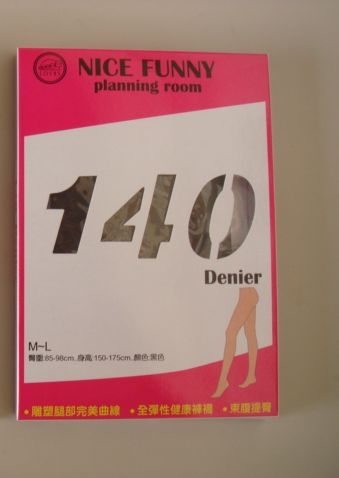 NICE FUNNY
planning room
140
Denier
M~L
臀圍:85-98cm..身高:150-175cm..顏色:黑色
•雕塑腿部完美曲線 •全彈性健康褲襪 •束腹提臀